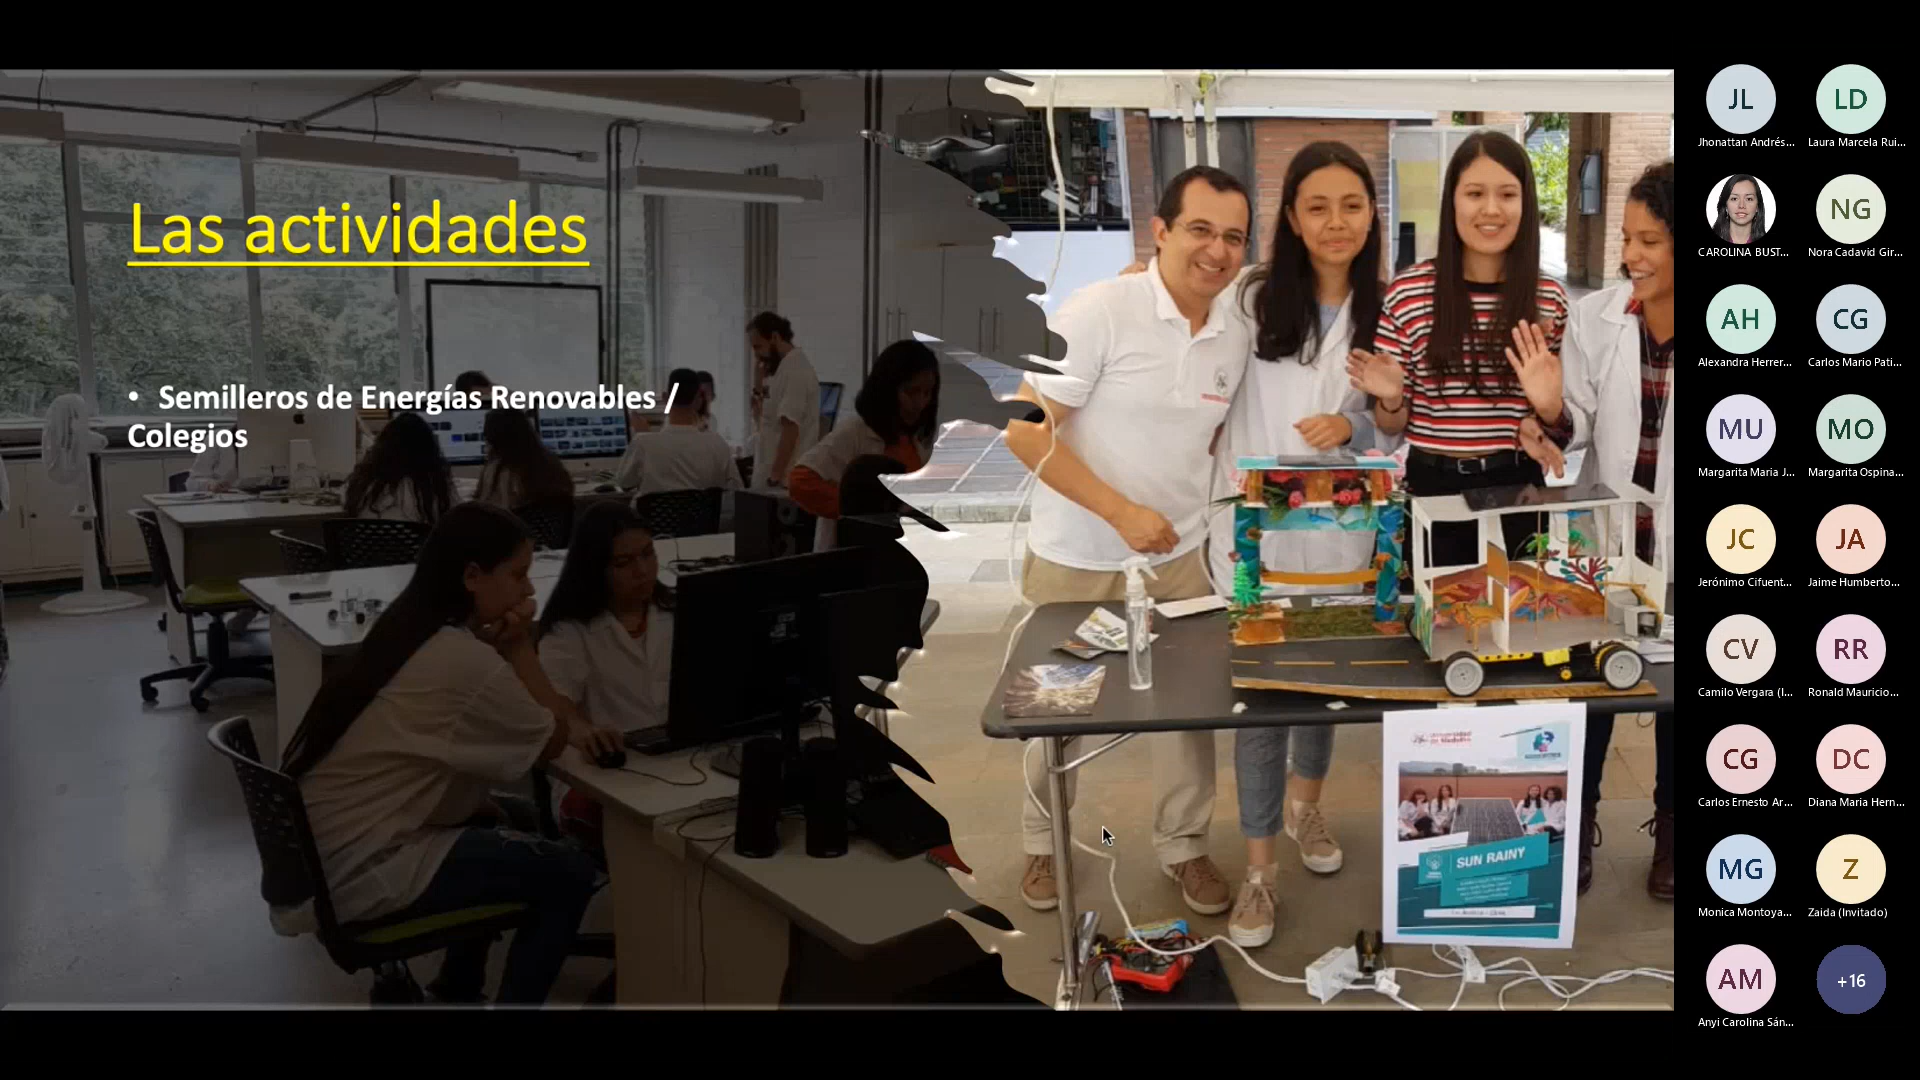 Las actividades
• Semilleros de Energías Renovables /
Colegios
SUN RAINY
JL
Jhonattan Andrés...
LD
Laura Marcela Rui...
CAROLINA BUST...
NG
Nora Cadavid Gir...
AH
Alexandra Herrer...
CG
Carlos Mario Pati...
MU
Margarita Maria J...
MO
Margarita Ospina...
JC
Jerónimo Cifuent...
JA
Jaime Humberto...
CV
Camilo Vergara (I...
RR
Ronald Mauricio...
CG
Carlos Ernesto Ar...
DC
Diana Maria Hern...
MG
Monica Montoya...
Z
Zaida (Invitado)
AM
Anyi Carolina Sán...
+16